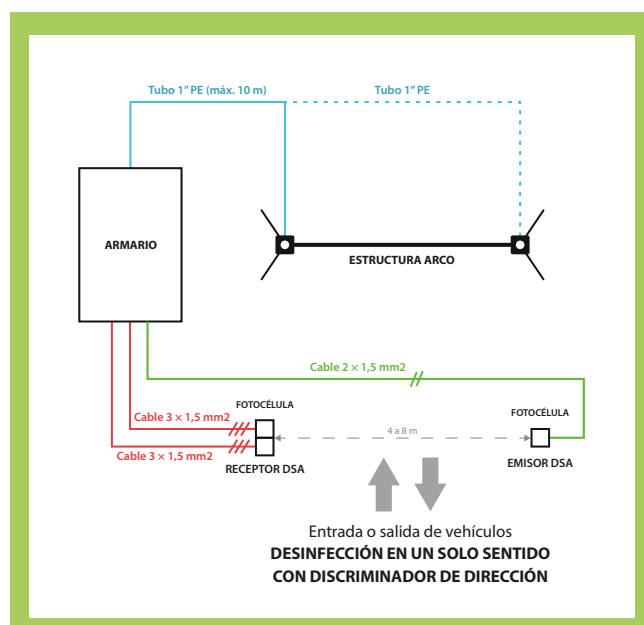 Tubo 1” PE (máx. 10 m)
Tubo 1” PE
ARMARIO
ESTRUCTURA ARCO
Cable 2 × 1,5 mm2
FOTOCÉLULA
FOTOCÉLULA
Cable 3 × 1,5 mm2
4 a 8 m
Cable 3 × 1,5 mm2
RECEPTOR DSA
EMISOR DSA
Entrada o salida de vehículos
DESINFECCIÓN EN UN SOLO SENTIDO
CON DISCRIMINADOR DE DIRECCIÓN